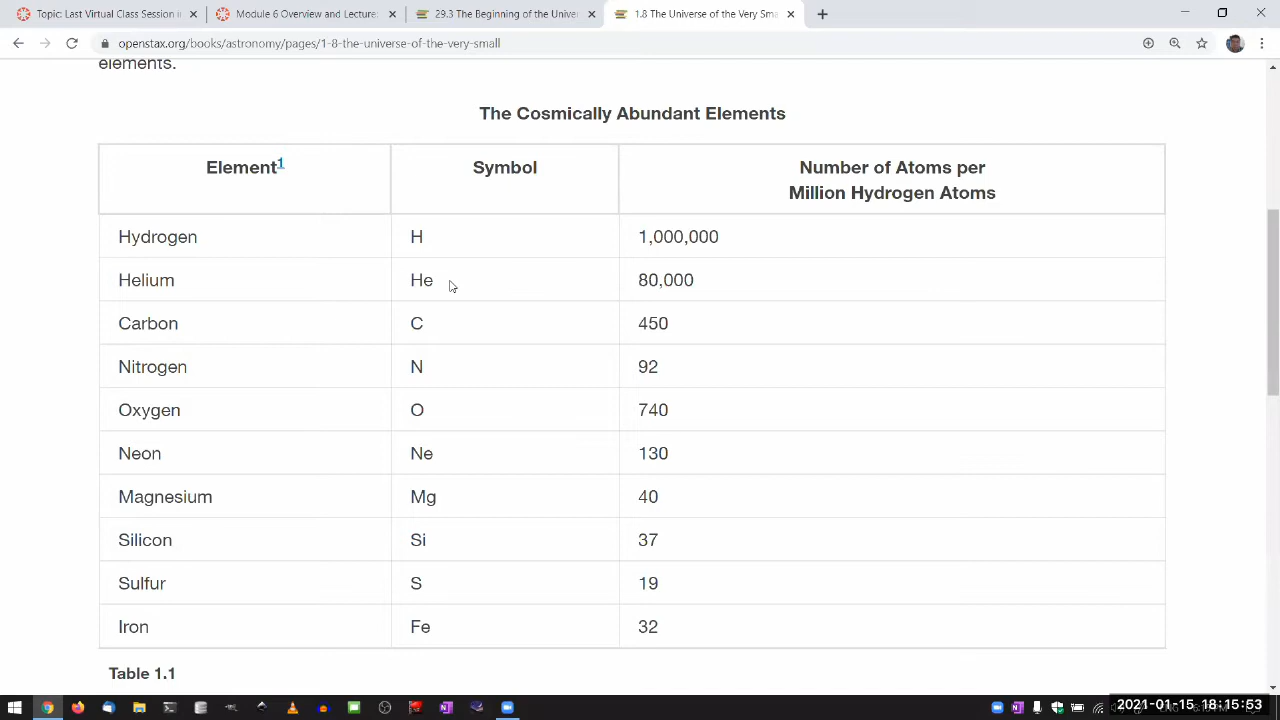 Topic: Last Virtual Class Session i
Module 6 Overview and Lecture
29.3 The Beginning of the Univer
1.8 The Universe of the Very Sma
openstax.org/books/astronomy/pages/1-8-the-universe-of-the-very-small
elements.
The Cosmically Abundant Elements
Element1 Symbol Number of Atoms per
Million Hydrogen Atoms
Hydrogen H 1,000,000
Helium He 80,000
Carbon C 450
Nitrogen N 92
Oxygen O 740
Neon Ne 130
Magnesium Mg 40
Silicon Si 37
Sulfur S 19
Iron Fe 32
Table 1.1
2021-01-15 18:15:53